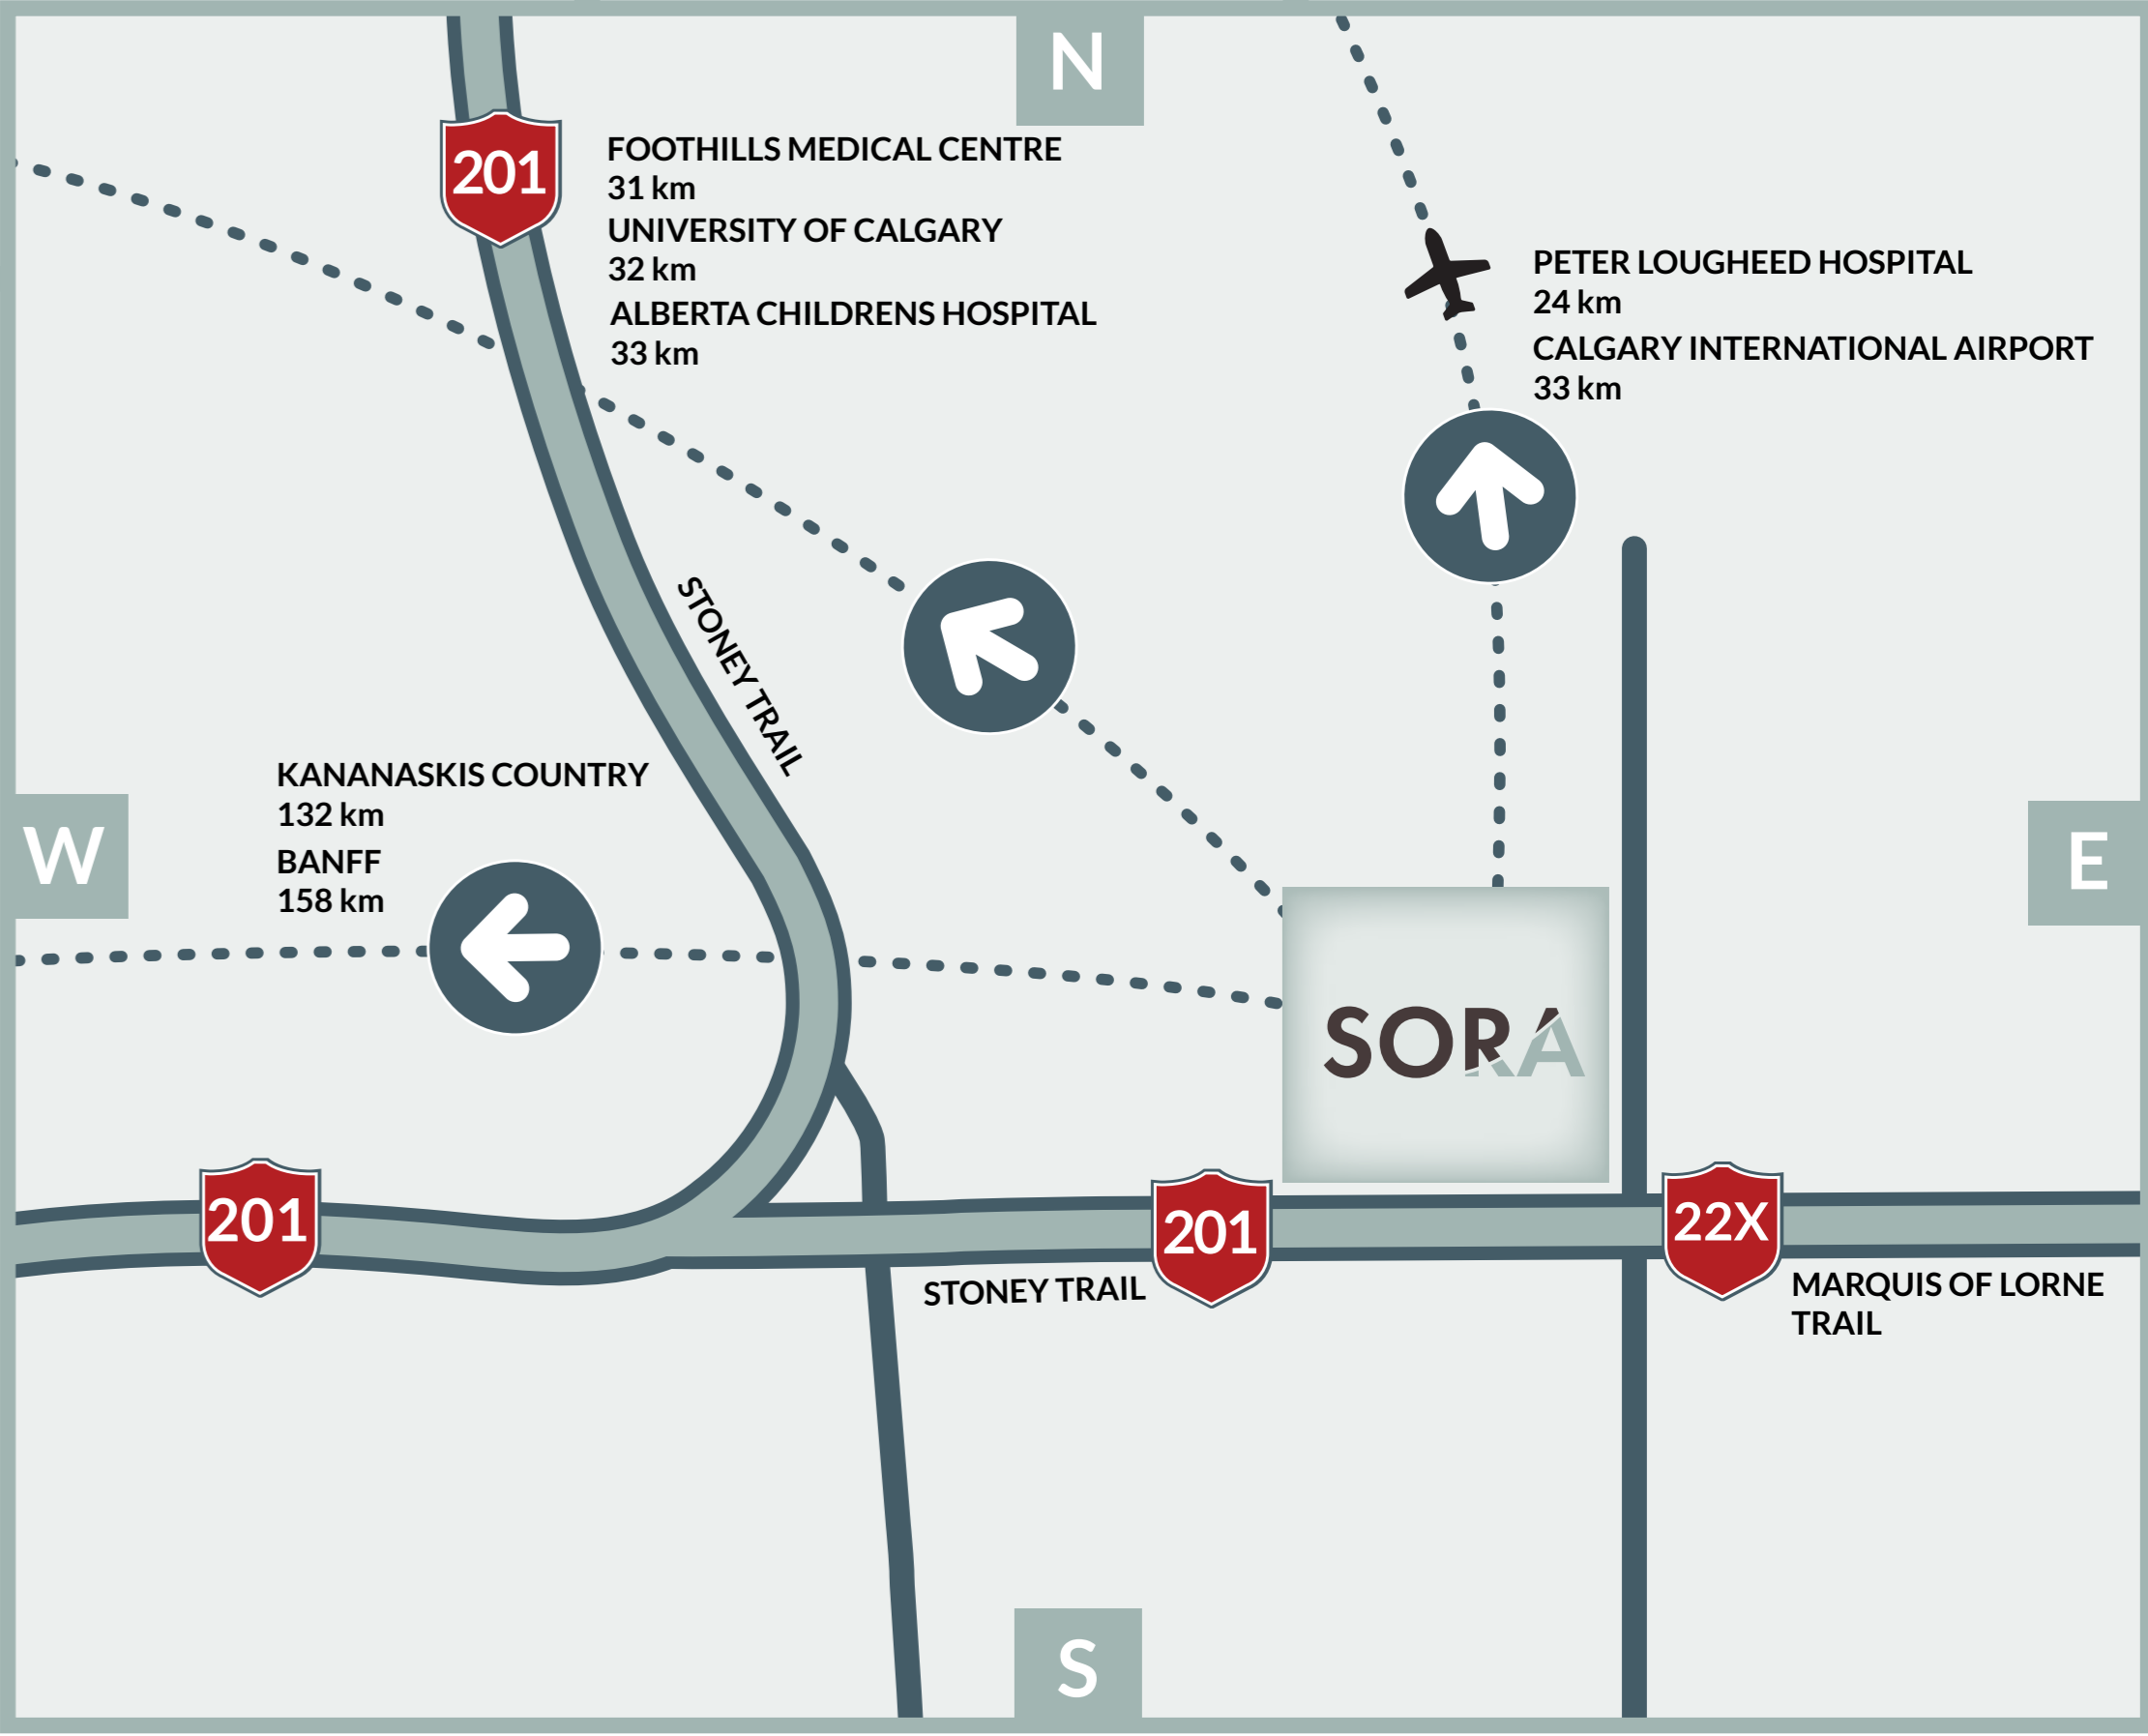 N
201
FOOTHILLS MEDICAL CENTRE
31 km
UNIVERSITY OF CALGARY
32 km
ALBERTA CHILDRENS HOSPITAL
33 km
PETER LOUGHEED HOSPITAL
24 km
CALGARY INTERNATIONAL AIRPORT
33 km
STONEY TRAIL
KANANASKIS COUNTRY
132 km
BANFF
158 km
W
E
SORA
201
201
22X
STONEY TRAIL
MARQUIS OF LORNE
TRAIL
S